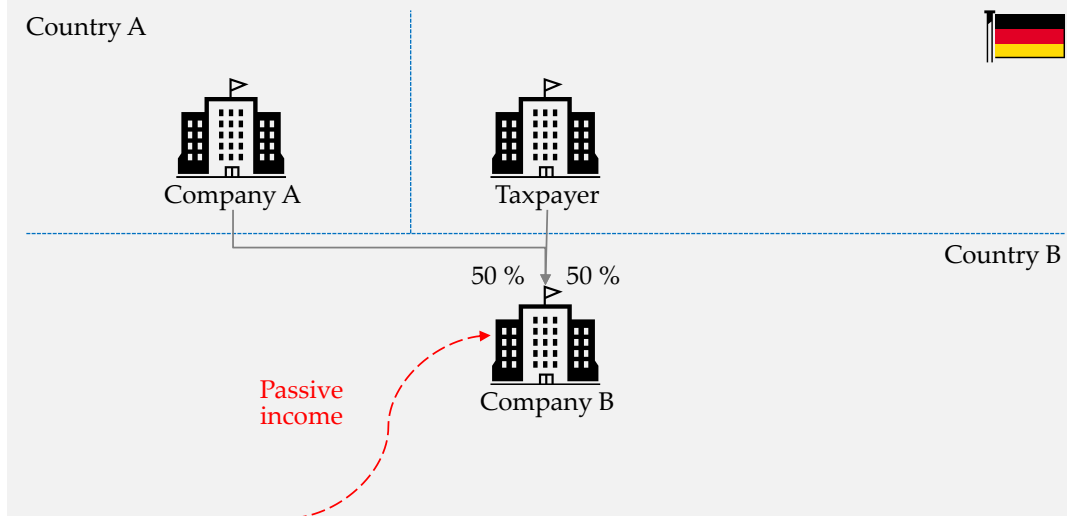 Country A
Company A
Taxpayer
Country B
50 %
50 %
Passive
income
Company B